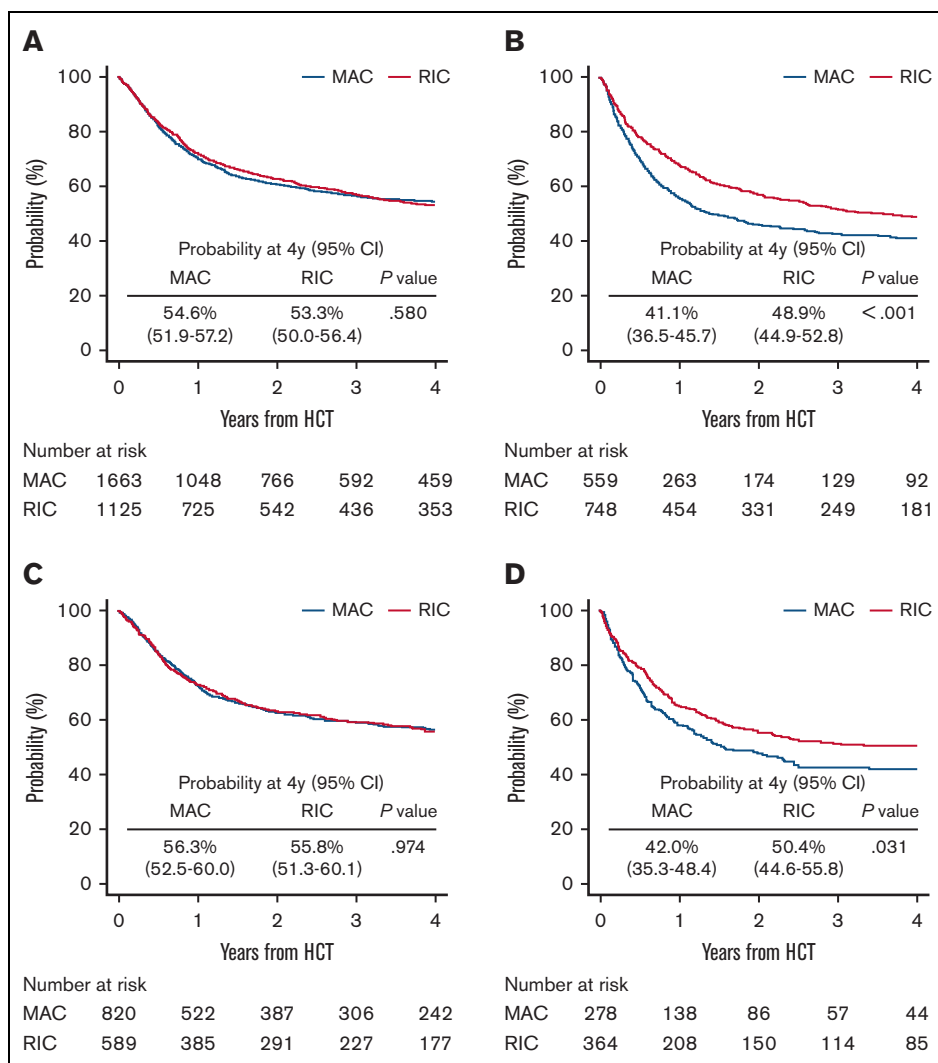 A
MAC RIC
100
80
60
40
20
0
Probability (%)
Probability at 4y (95% CI)
MAC RIC P value
54.6% 53.3% .580
(51.9-57.2) (50.0-56.4)
0 1 2 3 4
Years from HCT
Number at risk
MAC 1663 1048 766 592 459
RIC 1125 725 542 436 353
B
MAC RIC
100
80
60
40
20
0
Probability (%)
Probability at 4y (95% CI)
MAC RIC P value
41.1% 48.9% < .001
(36.5-45.7) (44.9-52.8)
0 1 2 3 4
Years from HCT
Number at risk
MAC 559 263 174 129 92
RIC 748 454 331 249 181
C
MAC RIC
100
80
60
40
20
0
Probability (%)
Probability at 4y (95% CI)
MAC RIC P value
56.3% 55.8% .974
(52.5-60.0) (51.3-60.1)
0 1 2 3 4
Years from HCT
Number at risk
MAC 820 522 387 306 242
RIC 589 385 291 227 177
D
MAC RIC
100
80
60
40
20
0
Probability (%)
Probability at 4y (95% CI)
MAC RIC P value
42.0% 50.4% .031
(35.3-48.4) (44.6-55.8)
0 1 2 3 4
Years from HCT
Number at risk
MAC 278 138 86 57 44
RIC 364 208 150 114 85